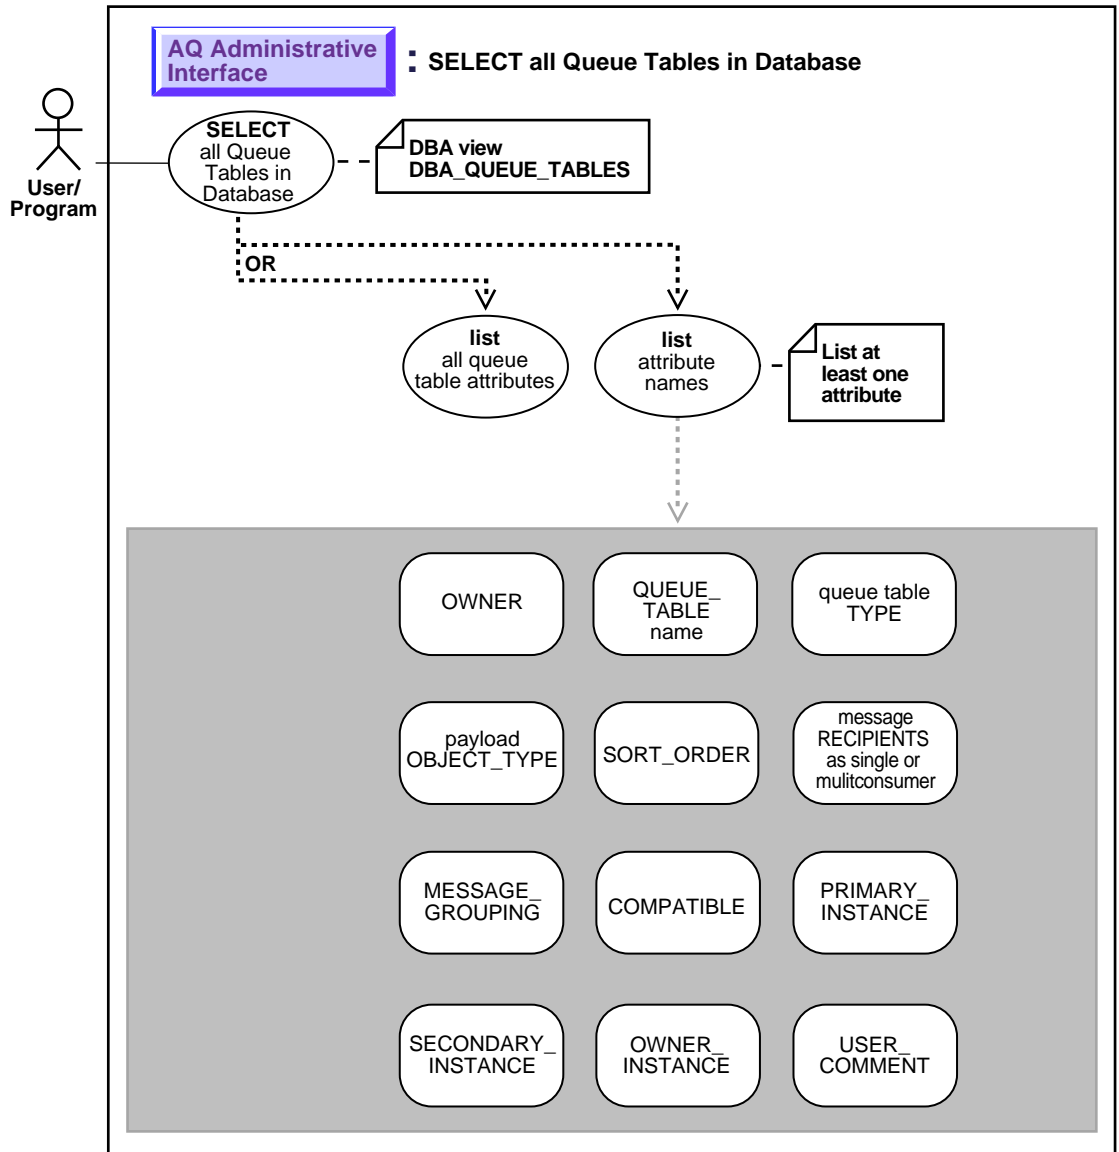 AQ Administrative
Interface
: SELECT all Queue Tables in Database
User/
Program
SELECT
all Queue
Tables in
Database
DBA view
DBA_QUEUE_TABLES
OR
list
all queue
table attributes
list
attribute
names
List at
least one
attribute
OWNER
QUEUE_
TABLE
name
queue table
TYPE
payload
OBJECT_TYPE
SORT_ORDER
message
RECIPIENTS
as single or
mulitconsumer
MESSAGE_
GROUPING
COMPATIBLE
PRIMARY_
INSTANCE
SECONDARY_
INSTANCE
OWNER_
INSTANCE
USER_
COMMENT